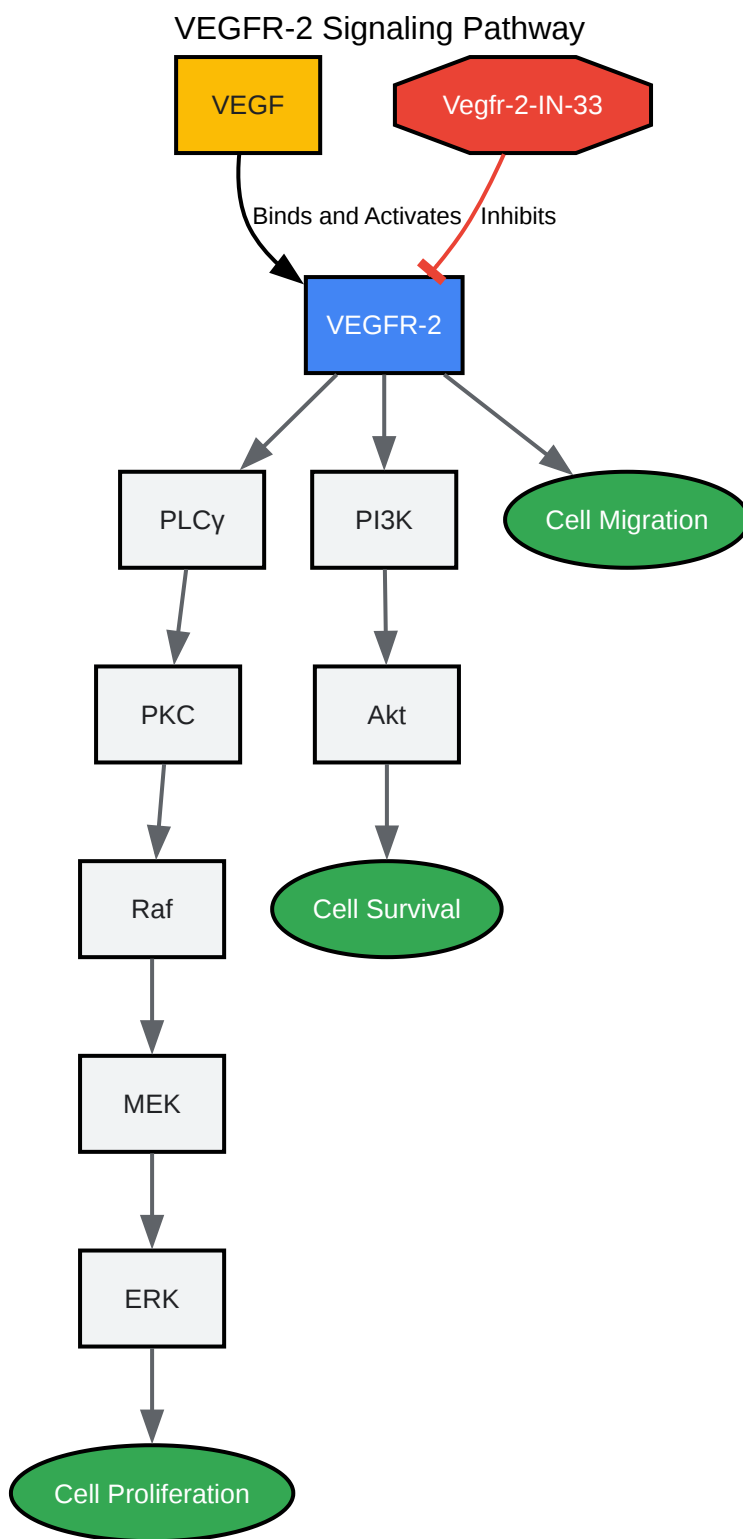 VEGFR-2 Signaling Pathway
VEGF
Vegfr-2-IN-33
Binds and Activates
Inhibits
VEGFR-2
PLCγ
PI3K
Cell Migration
PKC
Akt
Raf
Cell Survival
MEK
ERK
Cell Proliferation